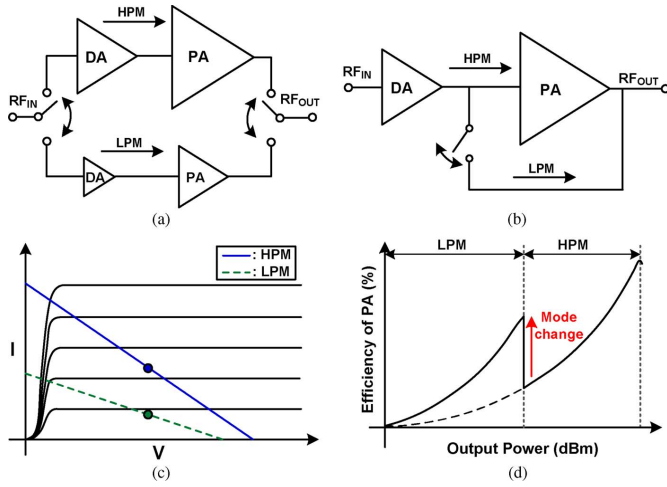 HPM
DA
PA
RF_IN
RF_OUT
LPM
DA
PA
(a)
HPM
RF_IN
DA
PA
RF_OUT
LPM
(b)
: HPM
: LPM
I
V
(c)
LPM
HPM
Efficiency of PA (%)
Mode
change
Output Power (dBm)
(d)